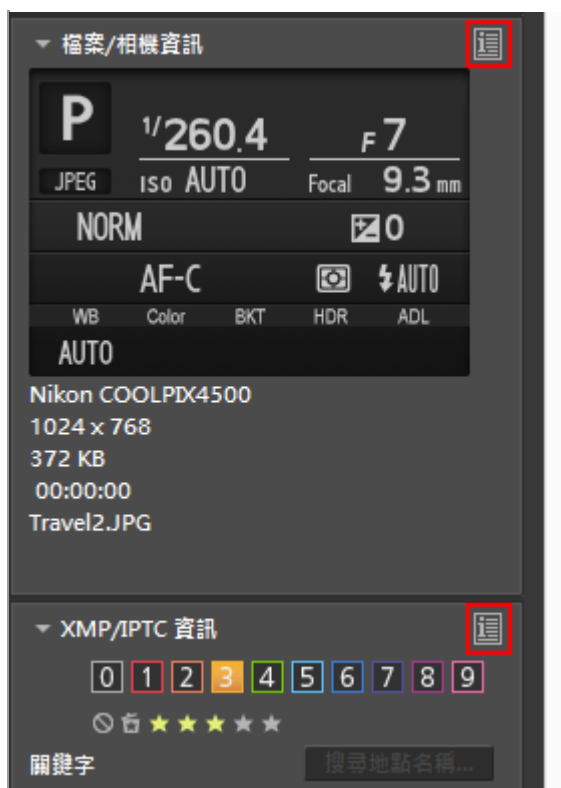 檔案/相機資訊
P 1/260.4 F 7
JPEG ISO AUTO Focal 9.3 mm
NORM 0
AF-C AUTO
WB Color BKT HDR ADL
AUTO
Nikon COOLPIX4500
1024 x 768
372 KB
00:00:00
Travel2.JPG
XMP/IPTC 資訊
0 1 2 3 4 5 6 7 8 9
關鍵字 搜尋地點名稱...